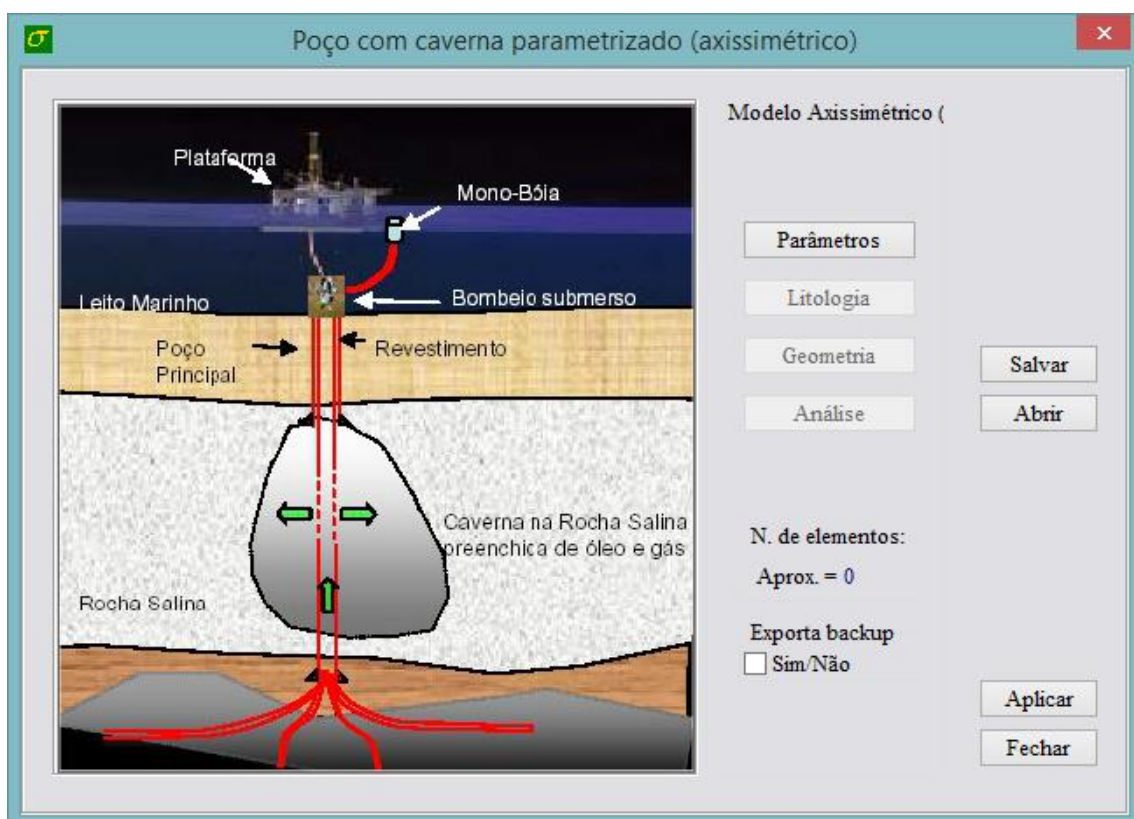 σ
Poço com caverna parametrizado (axissimétrico)
×
Plataforma
Mono-Bóia
Leito Marinho
Bombeio submerso
Poço
Principal
Revestimento
Caverna na Rocha Salina
preenchica de óleo e gás
Rocha Salina
Modelo Axissimétrico (
Parâmetros
Litologia
Geometria
Análise
Salvar
Abrir
N. de elementos:
Aprox. = 0
Exporta backup
Sim/Não
Aplicar
Fechar